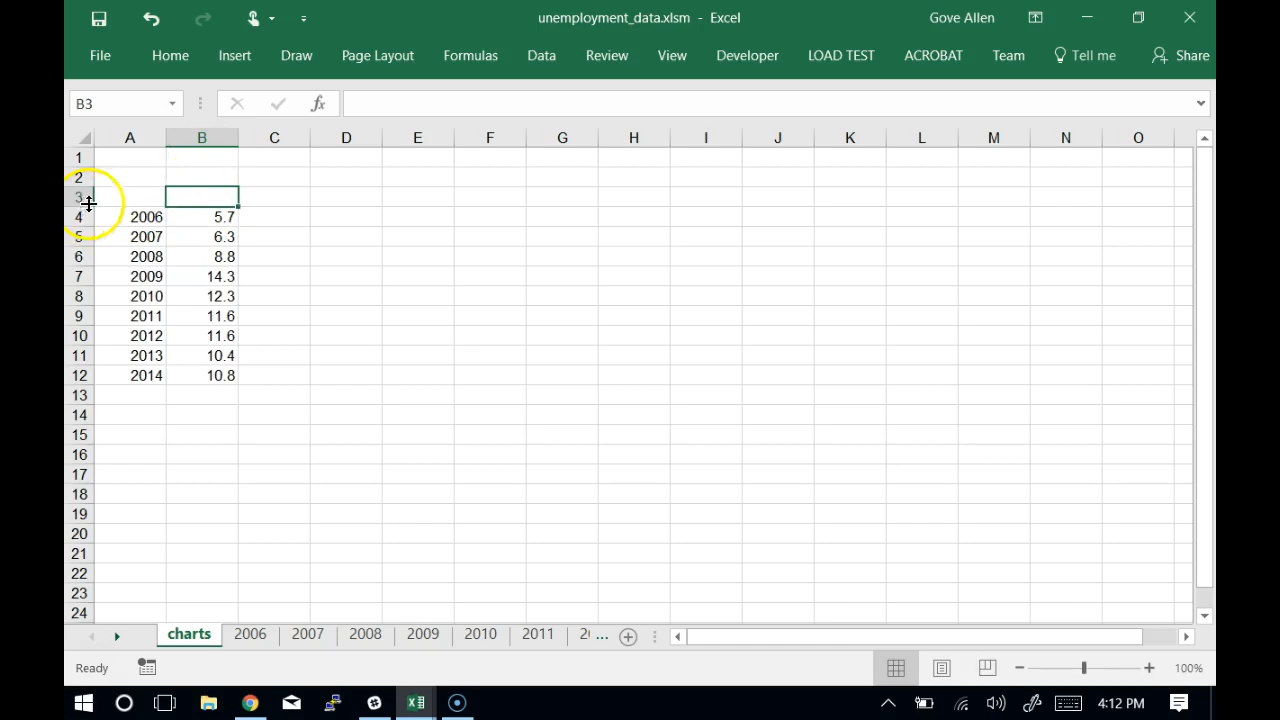 unemployment_data.xlsm - Excel
Gove Allen
File Home Insert Draw Page Layout Formulas Data Review View Developer LOAD TEST ACROBAT Team Tell me Share
B3 fx
A B C D E F G H I J K L M N O
1
2
3
4 2006 5.7
5 2007 6.3
6 2008 8.8
7 2009 14.3
8 2010 12.3
9 2011 11.6
10 2012 11.6
11 2013 10.4
12 2014 10.8
13
14
15
16
17
18
19
20
21
22
23
24
charts 2006 2007 2008 2009 2010 2011 ...
Ready 100%
4:12 PM